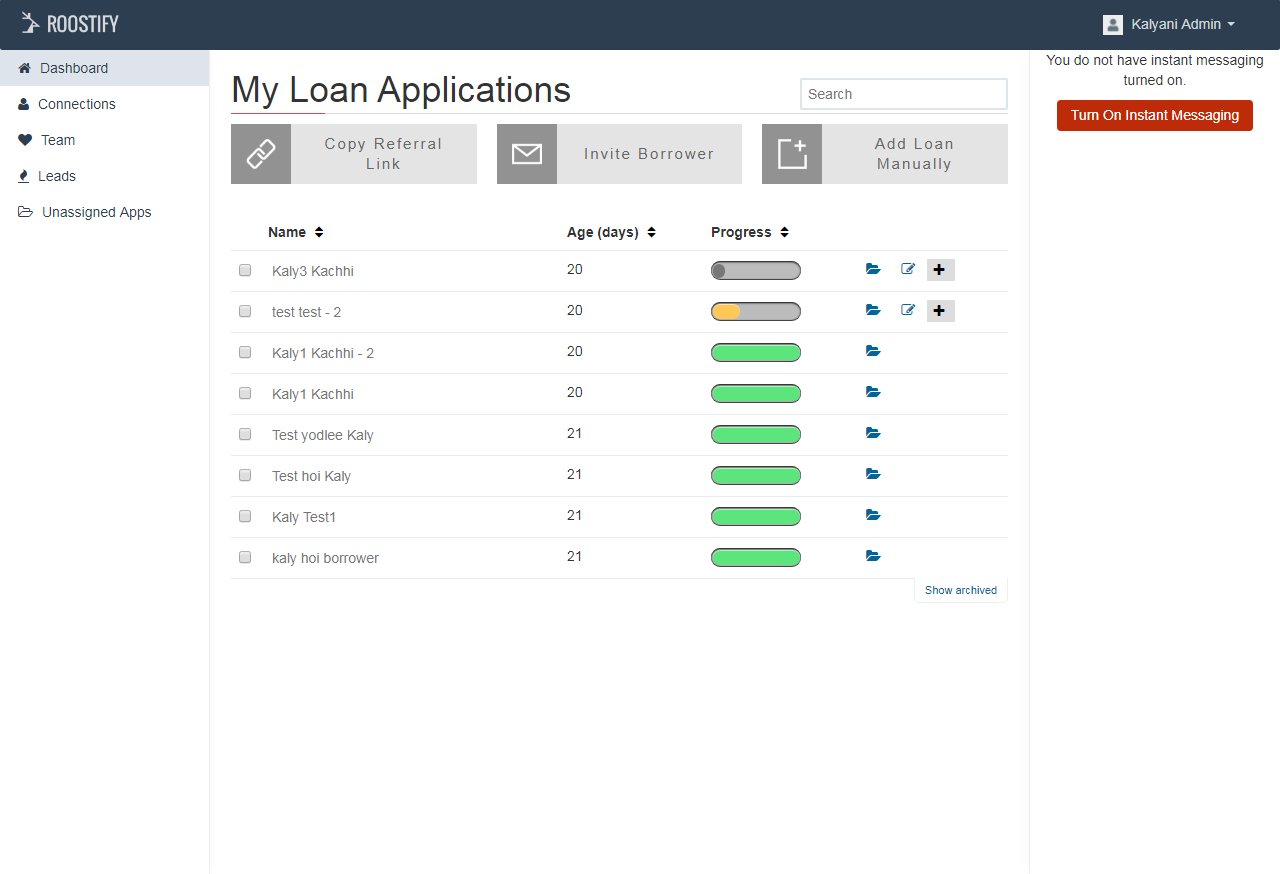 ROOSTIFY
Kalyani Admin
Dashboard
Connections
Team
Leads
Unassigned Apps
My Loan Applications
Search
Copy Referral
Link
Invite Borrower
Add Loan
Manually
Name Age (days) Progress
Kaly3 Kachhi 20
test test - 2 20
Kaly1 Kachhi - 2 20
Kaly1 Kachhi 20
Test yodlee Kaly 21
Test hoi Kaly 21
Kaly Test1 21
kaly hoi borrower 21
Show archived
You do not have instant messaging
turned on.
Turn On Instant Messaging